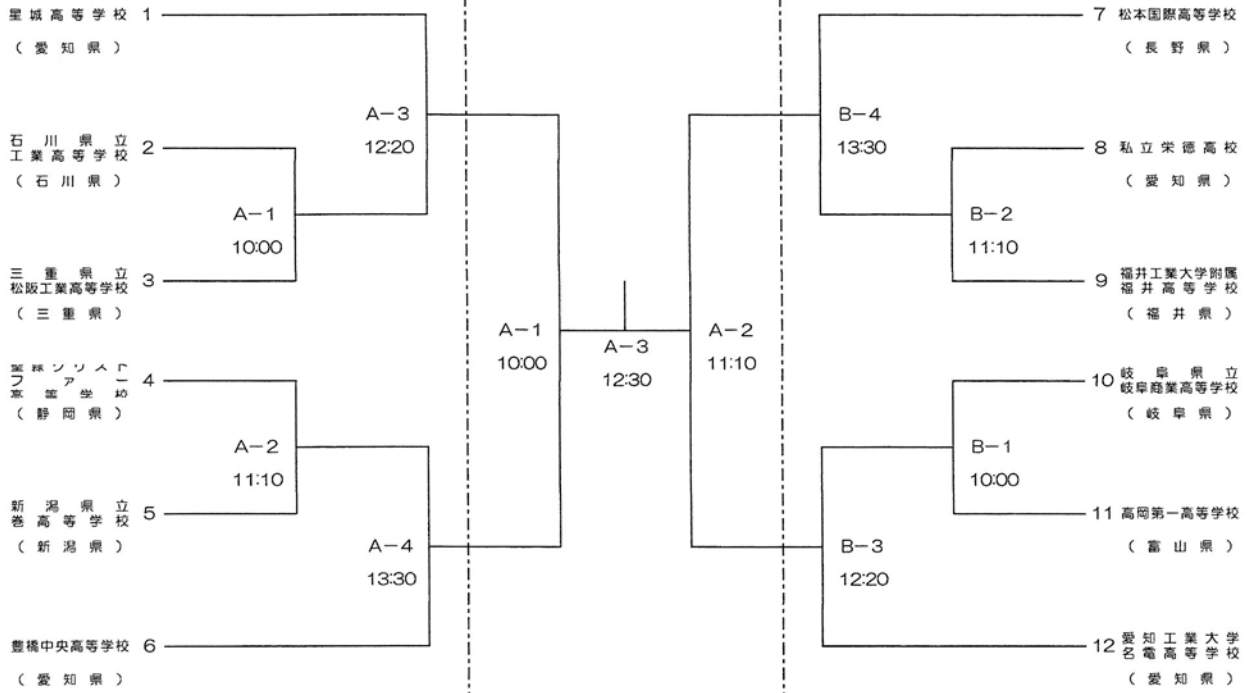 星城高等学校 1
（愛知県）
石川県立
工業高等学校 2
（石川県）
三重県立
松阪工業高等学校 3
（三重県）
ファー
4
（静岡県）
新潟県立
巻高等学校 5
（新潟県）
豊橋中央高等学校 6
（愛知県）
A-3
12:20
A-1
10:00
A-2
11:10
A-4
13:30
A-1
10:00
A-3
12:30
A-2
11:10
B-4
13:30
B-2
11:10
B-1
10:00
B-3
12:20
7 松本国際高等学校
（長野県）
8 私立栄徳高校
（愛知県）
9 福井工業大学附属
福井高等学校
（福井県）
10 岐阜県立
岐阜商業高等学校
（岐阜県）
11 高岡第一高等学校
（富山県）
12 愛知工業大学
名電高等学校
（愛知県）